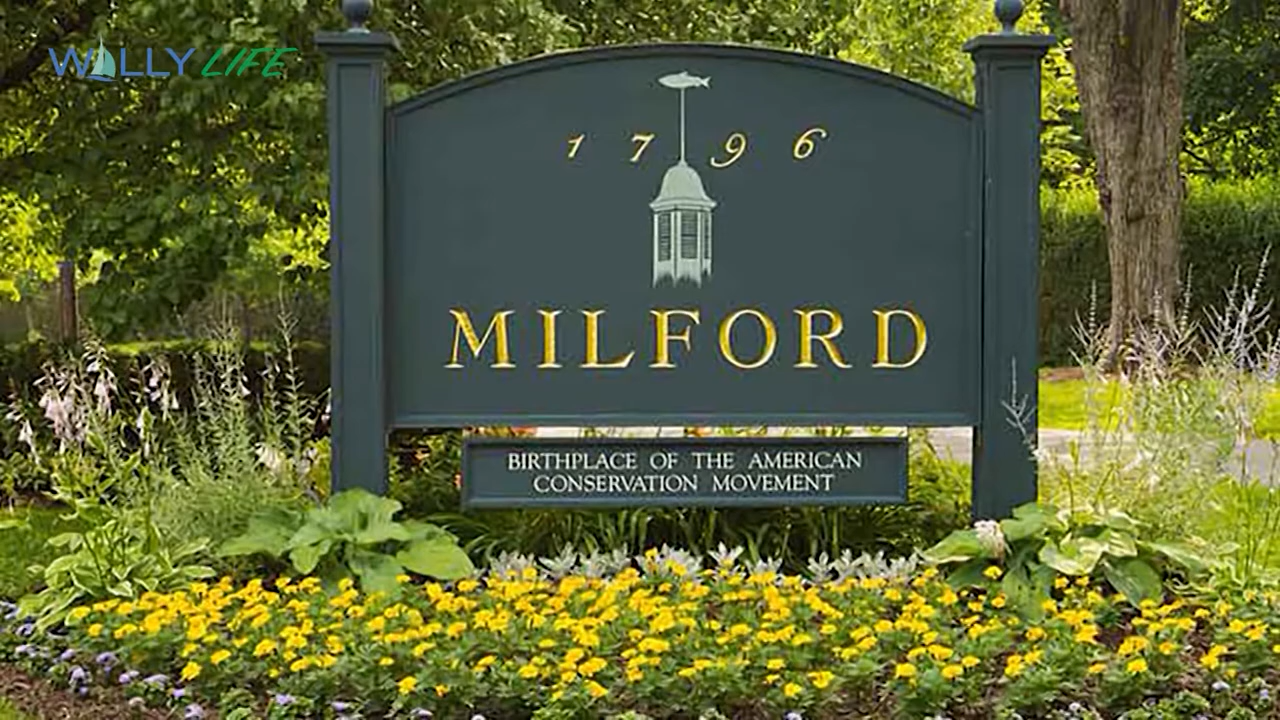 WALLY LIFE
1796
MILFORD
BIRTHPLACE OF THE AMERICAN
CONSERVATION MOVEMENT